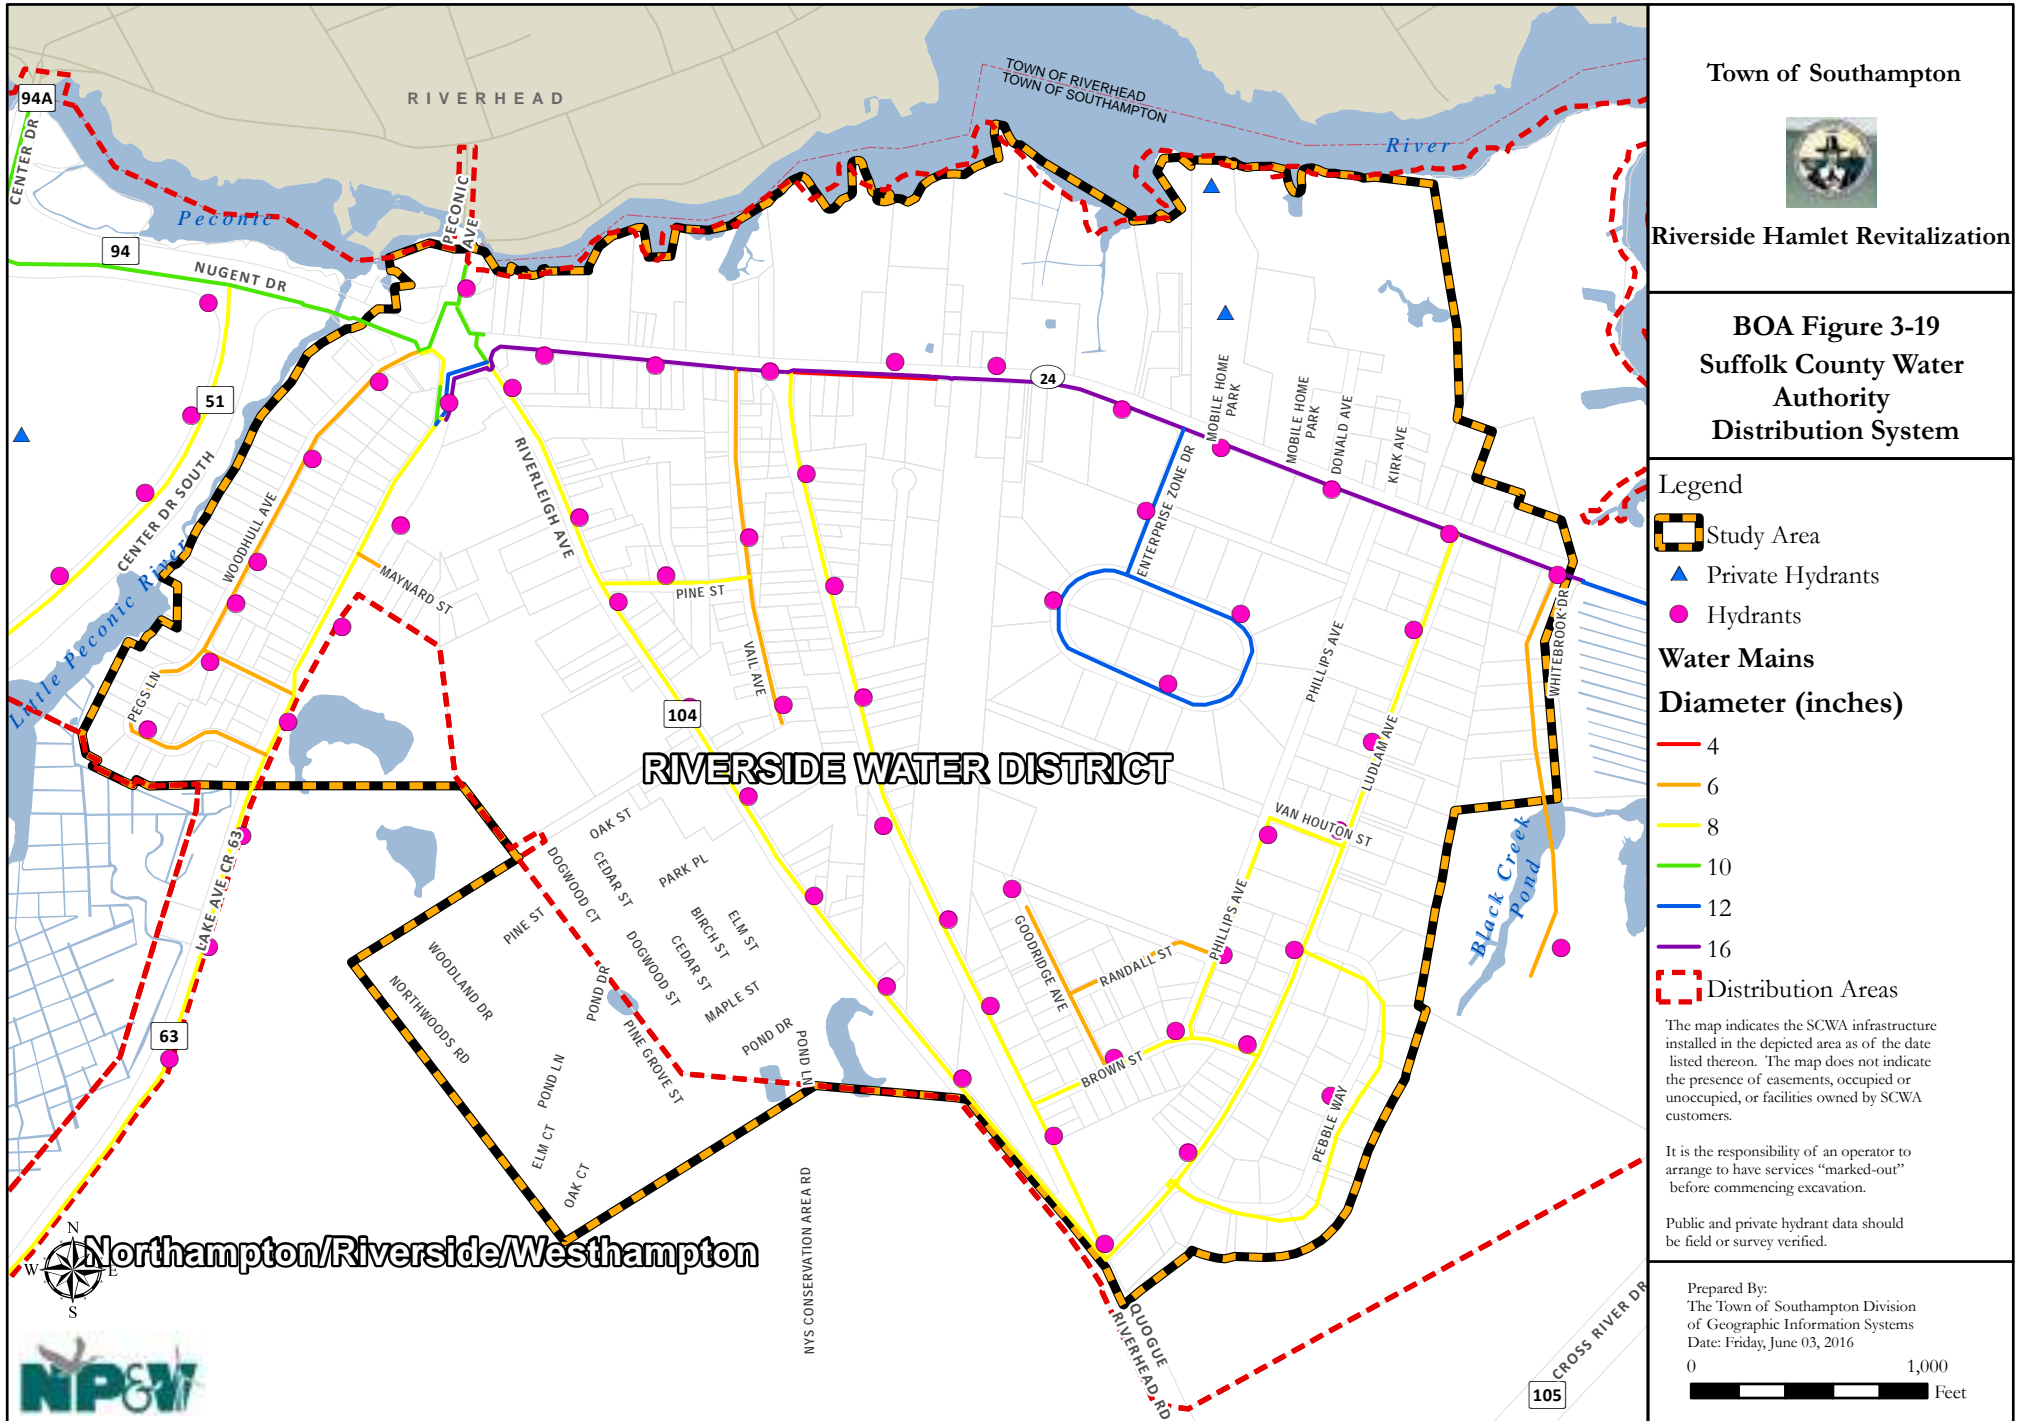 94A
CENTER DR
RIVERHEAD
TOWN OF RIVERHEAD
TOWN OF SOUTHAMPTON
River
Peconic
PECONIC
AVE
94
NUGENT DR
51
CENTER DR SOUTH
Little Peconic River
WOODHULL AVE
MAYNARD ST
PEGS LN
RIVERLEIGH AVE
PINE ST
VAIL AVE
104
24
MOBILE HOME
PARK
MOBILE HOME
PARK
DONALD AVE
KIRK AVE
ENTERPRISE ZONE DR
PHILLIPS AVE
LUDLAM AVE
WHITEBROOK DR
RIVERSIDE WATER DISTRICT
VAN HOUTON ST
Black Creek
Pond
LAKE AVE CR 63
63
OAK ST
DOGWOOD CT
CEDAR ST
PARK PL
PINE ST
BIRCH ST
ELM ST
WOODLAND DR
NORTHWOODS RD
DOGWOOD ST
CEDAR ST
MAPLE ST
POND DR
POND DR
POND LN
PINE GROVE ST
POND LN
ELM CT
OAK CT
GOODRIDGE AVE
RANDALL ST
PHILLIPS AVE
BROWN ST
PEBBLE WAY
NYS CONSERVATION AREA RD
Northampton/Riverside/Westhampton
QUOGUE
RIVERHEAD RD
CROSS RIVER DR
105
N
W
E
S
NP&V
Town of Southampton
Riverside Hamlet Revitalization
BOA Figure 3-19
Suffolk County Water
Authority
Distribution System
Legend
Study Area
Private Hydrants
Hydrants
Water Mains
Diameter (inches)
4
6
8
10
12
16
Distribution Areas
The map indicates the SCWA infrastructure
installed in the depicted area as of the date
listed thereon. The map does not indicate
the presence of easements, occupied or
unoccupied, or facilities owned by SCWA
customers.
It is the responsibility of an operator to
arrange to have services “marked-out”
before commencing excavation.
Public and private hydrant data should
be field or survey verified.
Prepared By:
The Town of Southampton Division
of Geographic Information Systems
Date: Friday, June 03, 2016
0 1,000
Feet